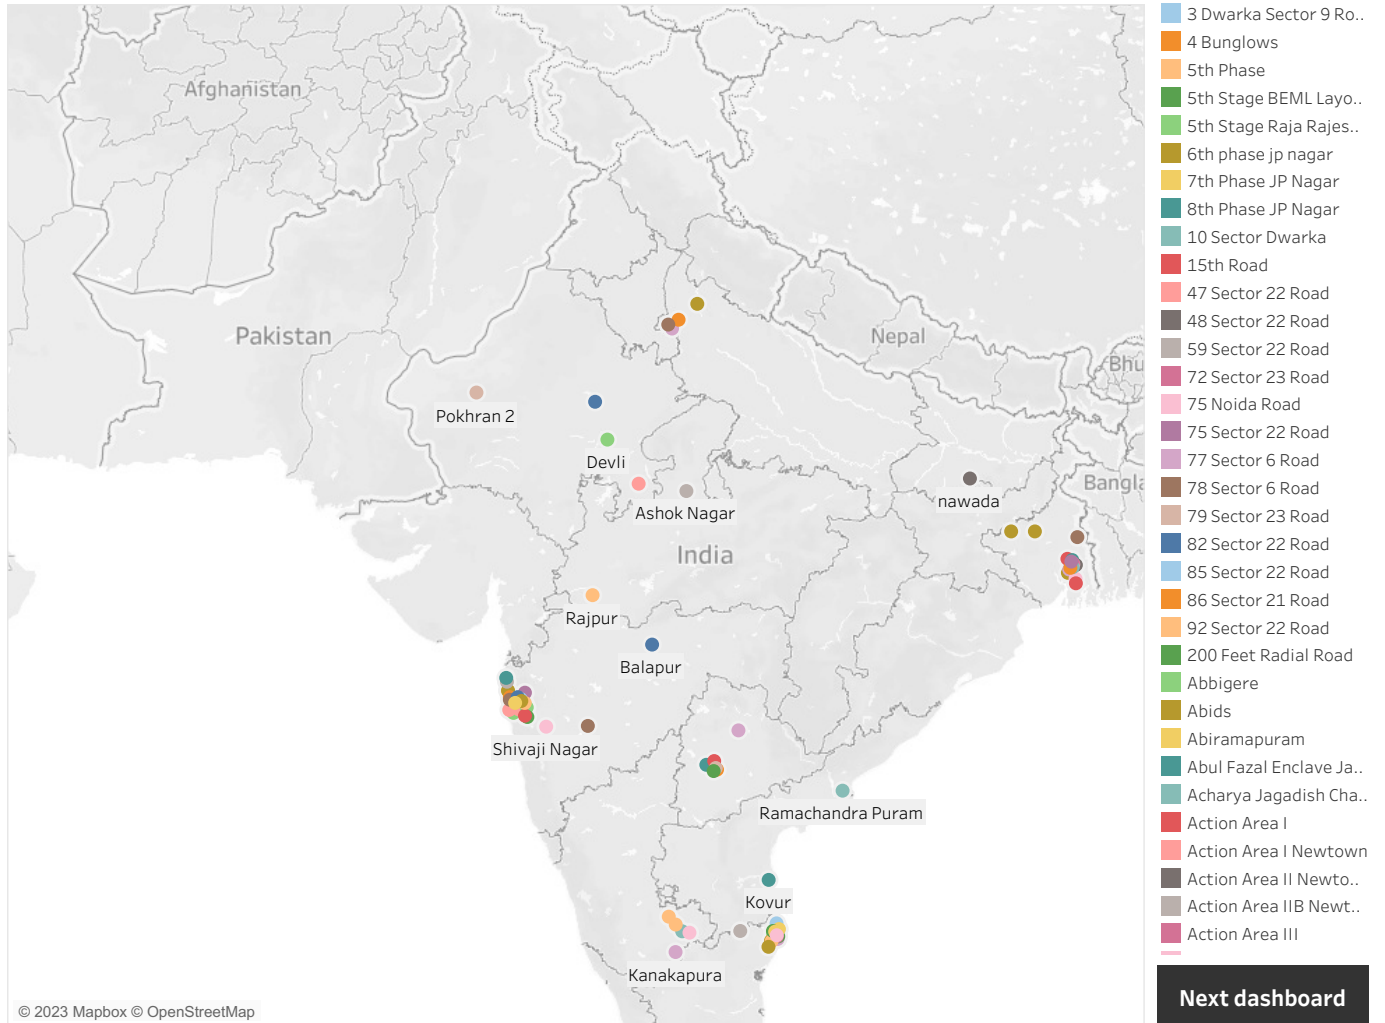 Afghanistan
Pakistan
Nepal
Bhu
Pokhran 2
Devli
Ashok Nagar
nawada
Bangla
India
Rajpur
Balapur
Shivaji Nagar
Ramachandra Puram
Kovur
Kanakapura
© 2023 Mapbox © OpenStreetMap
3 Dwarka Sector 9 Ro..
4 Bunglows
5th Phase
5th Stage BEML Layo..
5th Stage Raja Rajes..
6th phase jp nagar
7th Phase JP Nagar
8th Phase JP Nagar
10 Sector Dwarka
15th Road
47 Sector 22 Road
48 Sector 22 Road
59 Sector 22 Road
72 Sector 23 Road
75 Noida Road
75 Sector 22 Road
77 Sector 6 Road
78 Sector 6 Road
79 Sector 23 Road
82 Sector 22 Road
85 Sector 22 Road
86 Sector 21 Road
92 Sector 22 Road
200 Feet Radial Road
Abbigere
Abids
Abiramapuram
Abul Fazal Enclave Ja..
Acharya Jagadish Cha..
Action Area I
Action Area I Newtown
Action Area II Newto..
Action Area IIB Newt..
Action Area III
Next dashboard